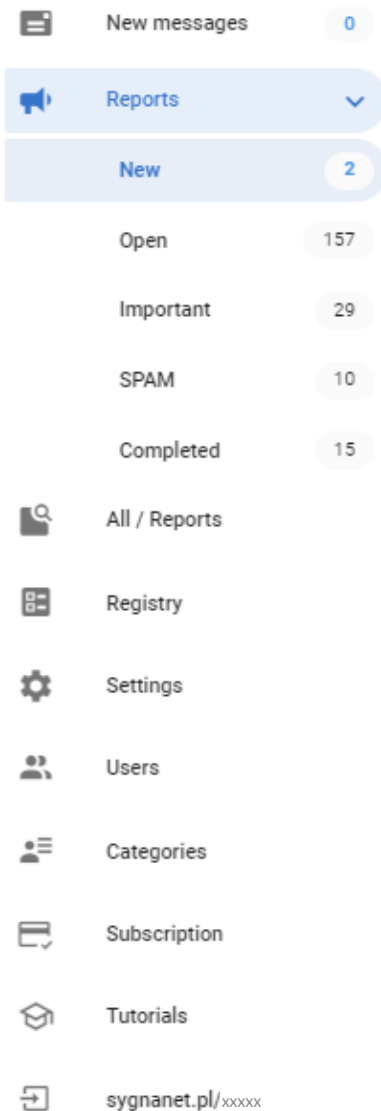 New messages 0
Reports
New 2
Open 157
Important 29
SPAM 10
Completed 15
All / Reports
Registry
Settings
Users
Categories
Subscription
Tutorials
sygnanet.pl/xxxxx